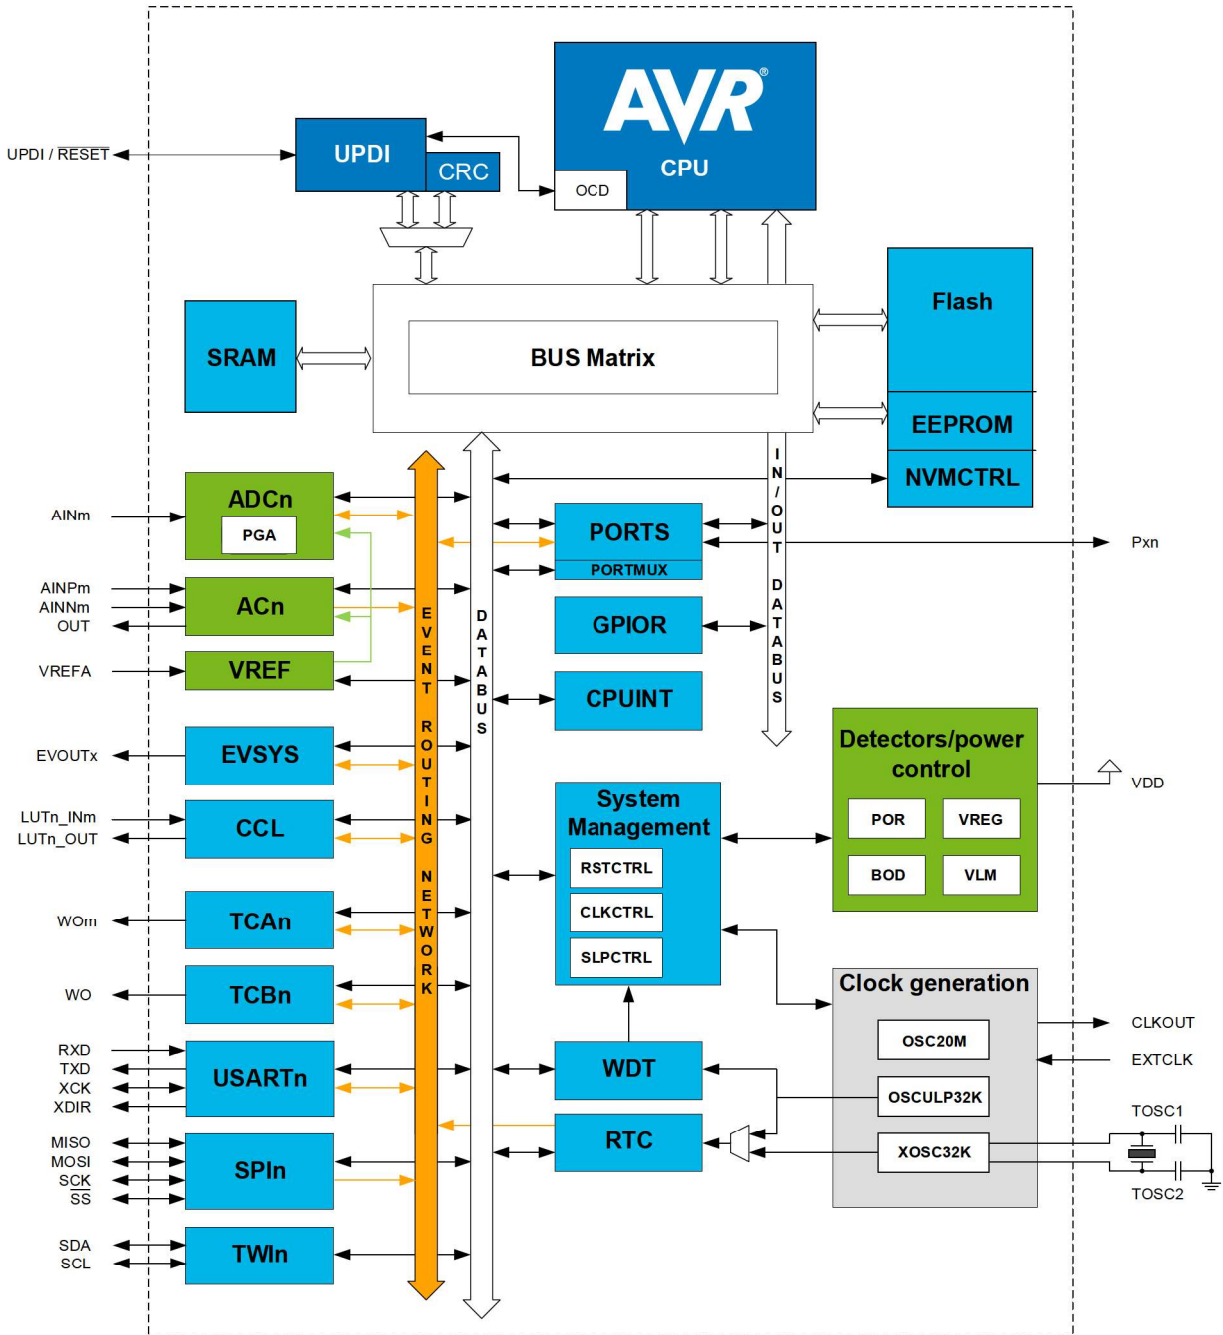 AVR®
CPU
OCD
UPDI / RESET
UPDI
CRC
SRAM
BUS Matrix
Flash
EEPROM
NVMCTRL
AINm
ADCn
PGA
AINPm
AINNm
OUT
ACn
VREFA
VREF
EVOUTx
EVSYS
LUTn_INm
LUTn_OUT
CCL
WOm
TCAn
WO
TCBn
RXD
TXD
XCK
XDIR
USARTn
MISO
MOSI
SCK
SS
SPIn
SDA
SCL
TWIn
EVENT ROUTING NETWORK
DATABUS
IN/OUT DATABUS
PORTS
PORTMUX
Pxn
GPIOR
CPUINT
System
Management
RSTCTRL
CLKCTRL
SLPCTRL
WDT
RTC
Detectors/power
control
POR
VREG
BOD
VLM
VDD
Clock generation
OSC20M
OSCULP32K
XOSC32K
CLKOUT
EXTCLK
TOSC1
TOSC2